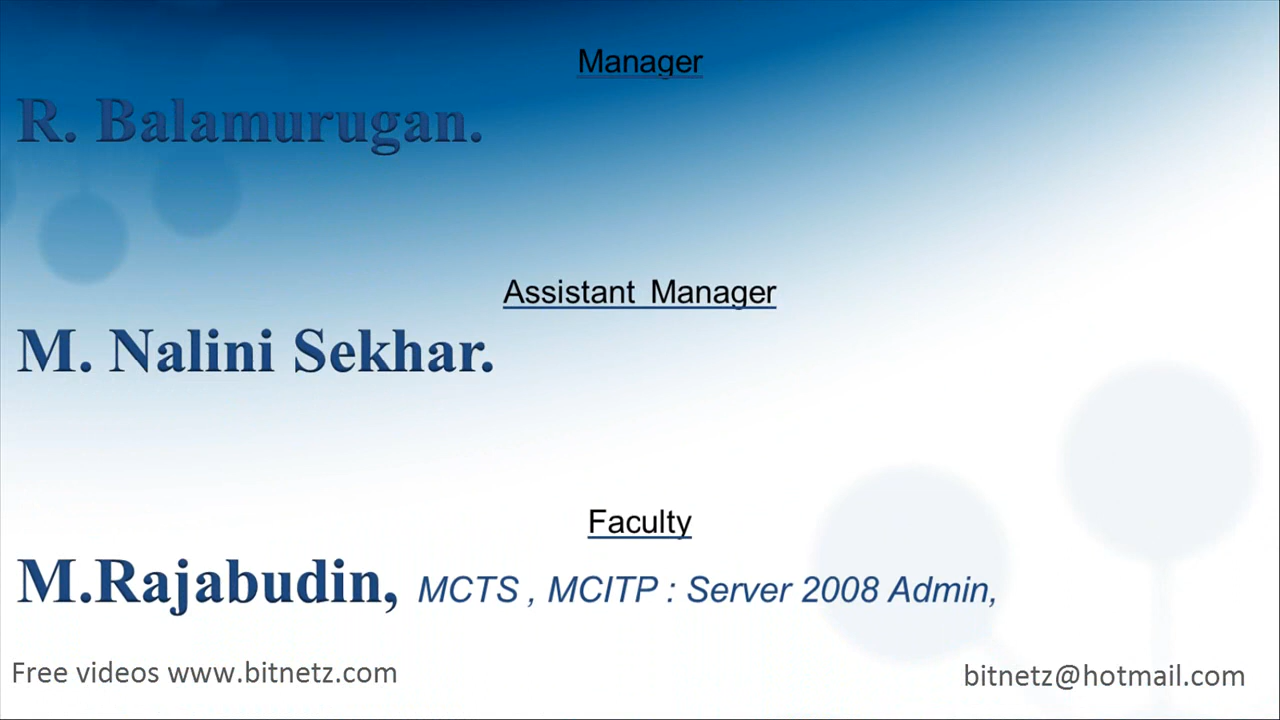 Manager
R. Balamurugan.
Assistant Manager
M. Nalini Sekhar.
Faculty
M.Rajabudin, MCTS , MCITP : Server 2008 Admin,
Free videos www.bitnetz.com
bitnetz@hotmail.com